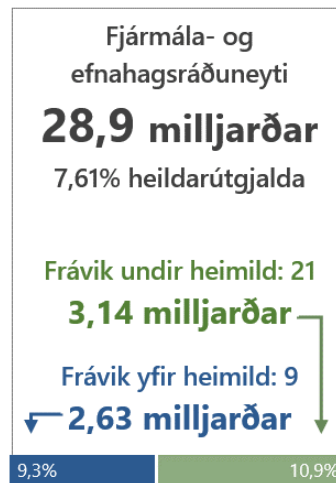 Fjármála- og
efnahagsráðuneyti
28,9 milljarðar
7,61% heildarútgjalda
Frávik undir heimild: 21
3,14 milljarðar
Frávik yfir heimild: 9
2,63 milljarðar
9,3% 10,9%